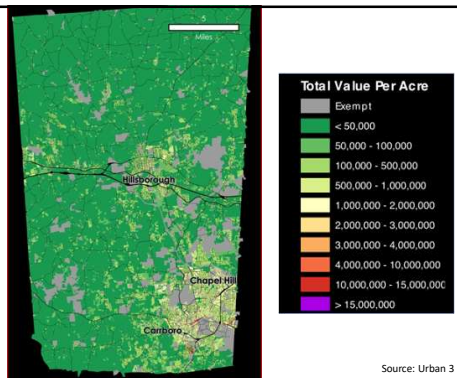 5
Miles
Hillsborough
Chapel Hill
Carrboro
Total Value Per Acre
Exempt
< 50,000
50,000 - 100,000
100,000 - 500,000
500,000 - 1,000,000
1,000,000 - 2,000,000
2,000,000 - 3,000,000
3,000,000 - 4,000,000
4,000,000 - 10,000,000
10,000,000 - 15,000,000
> 15,000,000
Source: Urban 3